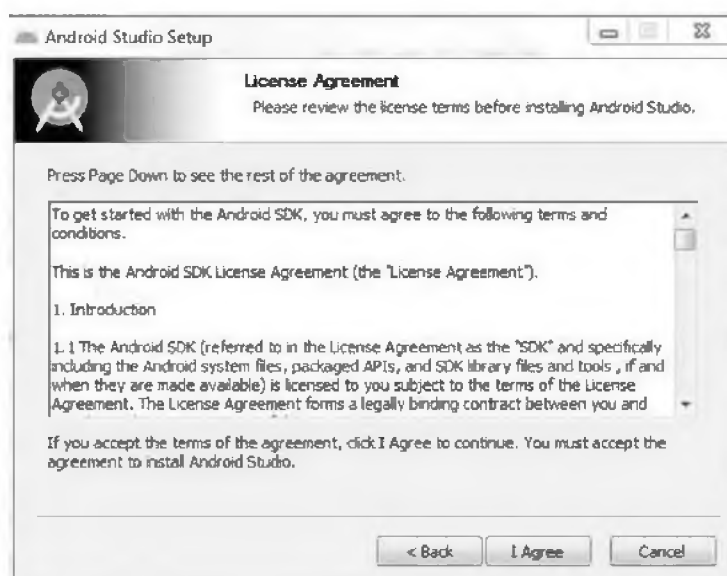 Android Studio Setup
License Agreement
Please review the license terms before installing Android Studio.
Press Page Down to see the rest of the agreement.
To get started with the Android SDK, you must agree to the following terms and
conditions.
This is the Android SDK License Agreement (the "License Agreement").
1. Introduction
1.1 The Android SDK (referred to in the License Agreement as the "SDK" and specifically
including the Android system files, packaged APIs, and SDK library files and tools , if and
when they are made available) is licensed to you subject to the terms of the License
Agreement. The License Agreement forms a legally binding contract between you and
If you accept the terms of the agreement, click I Agree to continue. You must accept the
agreement to install Android Studio.
< Back
I Agree
Cancel